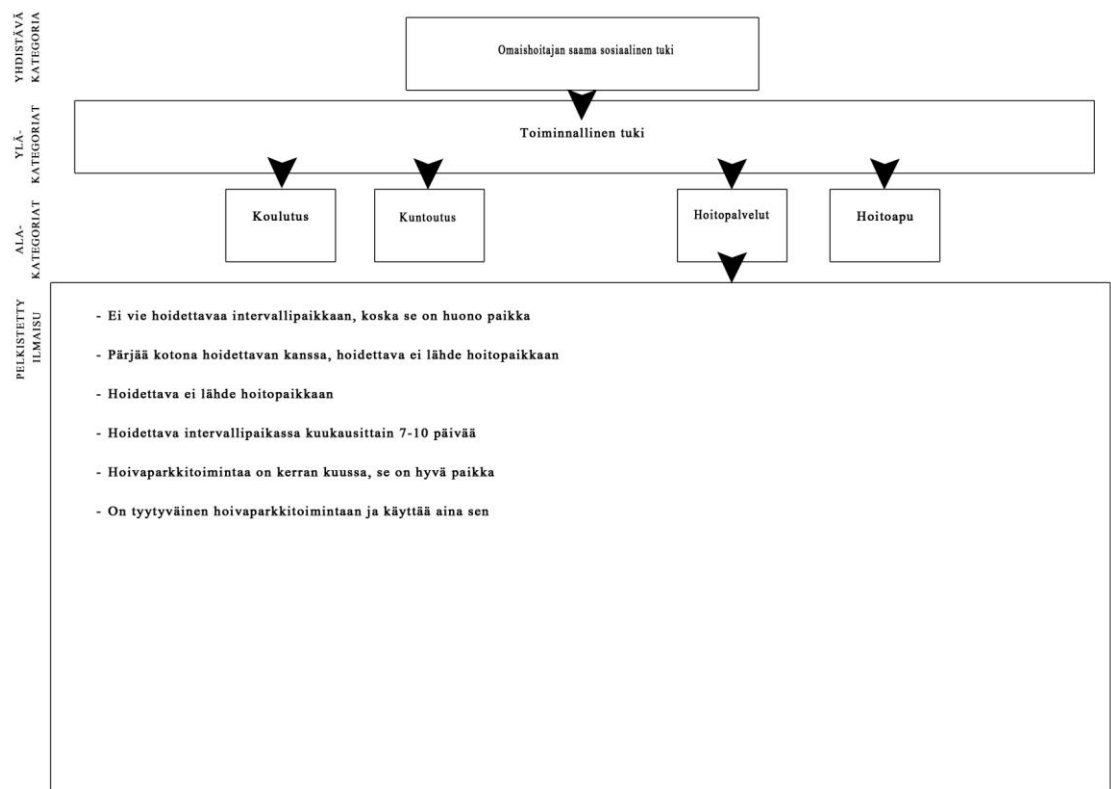 YHDISTÄVÄ
KATEGORIA
Omaishoitajan saama sosiaalinen tuki
YLÄ-
KATEGORIAT
Toiminnallinen tuki
ALA-
KATEGORIAT
Koulutus
Kuntoutus
Hoitopalvelut
Hoitoapu
PELKISTETTY
ILMAISU
- Ei vie hoidettavaa intervallipaikkaan, koska se on huono paikka
- Pärjää kotona hoidettavan kanssa, hoidettava ei lähde hoitopaikkaan
- Hoidettava ei lähde hoitopaikkaan
- Hoidettava intervallipaikassa kuukausittain 7-10 päivää
- Hoivaparkkitoimintaa on kerran kuussa, se on hyvä paikka
- On tyytyväinen hoivaparkkitoimintaan ja käyttää aina sen